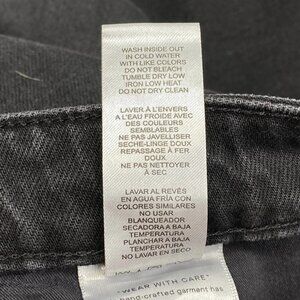 WASH INSIDE OUT
IN COLD WATER
WITH LIKE COLORS
DO NOT BLEACH
TUMBLE DRY LOW
IRON LOW HEAT
DO NOT DRY CLEAN
LAVER À L'ENVERS
A L'EAU FROIDE AVEC
DES COULEURS
SEMBLABLES
NE PAS JAVELLISER
SECHE-LINGE DOUX
REPASSAGE À FER
DOUX
NE PAS NETTOYER
À SEC
LAVAR AL REVÉS
EN AGUA FRÍA CON
COLORES SIMILARES
NO USAR
BLANQUEADOR
SECADORA A BAJA
TEMPERATURA
PLANCHAR A BAJA
TEMPERATURA
NO LAVAR EN SECO
"WEAR WITH CARE"
hand-crafted garment has